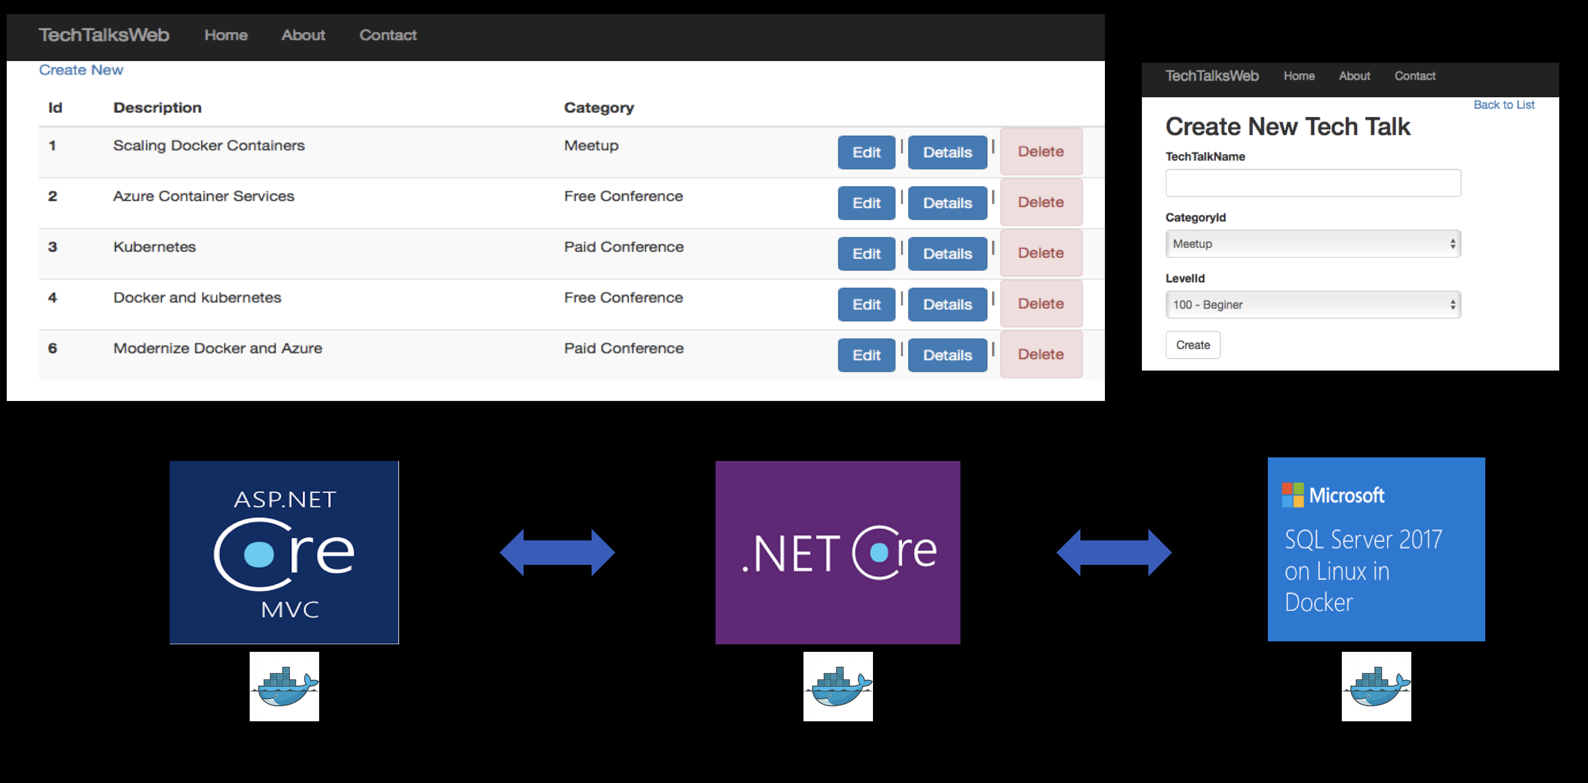 TechTalksWeb Home About Contact
Create New
Id Description Category
1 Scaling Docker Containers Meetup Edit | Details | Delete
2 Azure Container Services Free Conference Edit | Details | Delete
3 Kubernetes Paid Conference Edit | Details | Delete
4 Docker and kubernetes Free Conference Edit | Details | Delete
6 Modernize Docker and Azure Paid Conference Edit | Details | Delete
TechTalksWeb Home About Contact
Back to List
Create New Tech Talk
TechTalkName
CategoryId
Meetup
LevelId
100 - Beginer
Create
ASP.NET
Core
MVC
.NET Core
Microsoft
SQL Server 2017
on Linux in
Docker